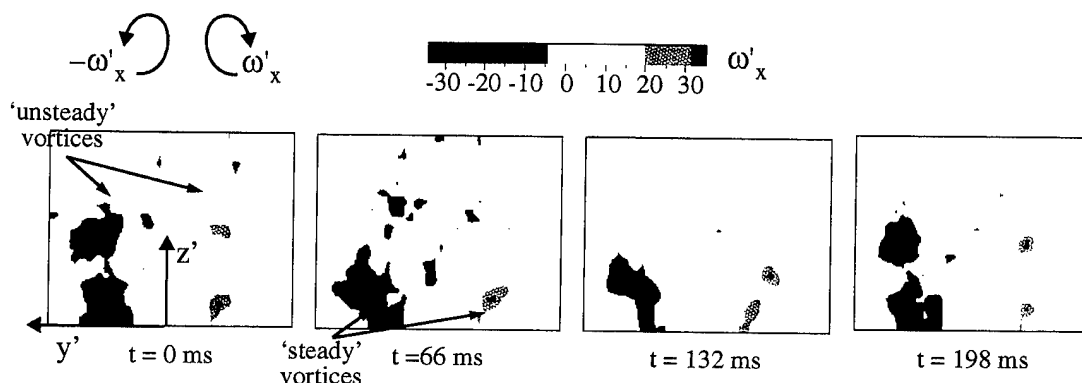 -ω'x ω'x
-30 -20 -10 0 10 20 30 ω'x
'unsteady'
vortices
z'
y'
t = 0 ms
'steady'
vortices
t =66 ms
t = 132 ms
t = 198 ms